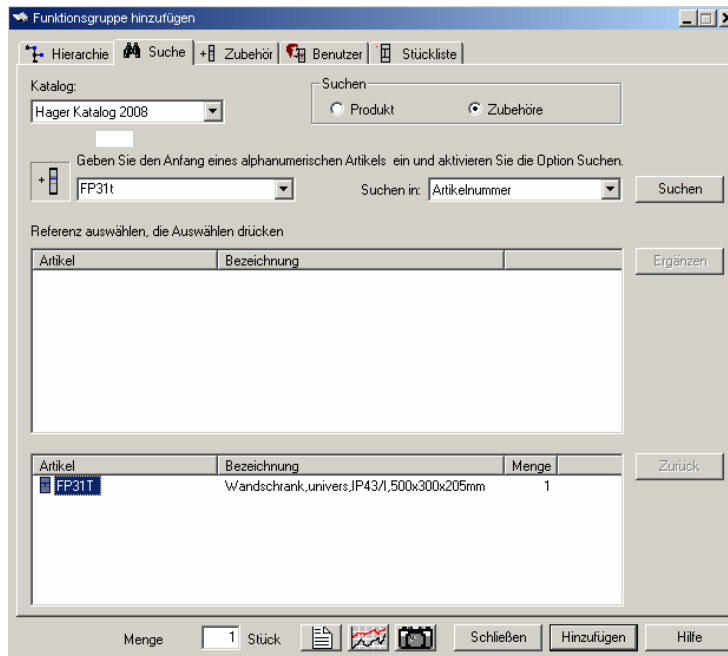 Funktionsgruppe hinzufügen
Hierarchie Suche Zubehör Benutzer Stückliste
Katalog:
Hager Katalog 2008
Suchen
Produkt Zubehöre
Geben Sie den Anfang eines alphanumerischen Artikels ein und aktivieren Sie die Option Suchen.
FP31t Suchen in: Artikelnummer Suchen
Referenz auswählen, die Auswählen drücken
Artikel Bezeichnung Ergänzen
Artikel Bezeichnung Menge Zurück
FP31T Wandschrank,univers,IP43/I,500x300x205mm 1
Menge 1 Stück Schließen Hinzufügen Hilfe